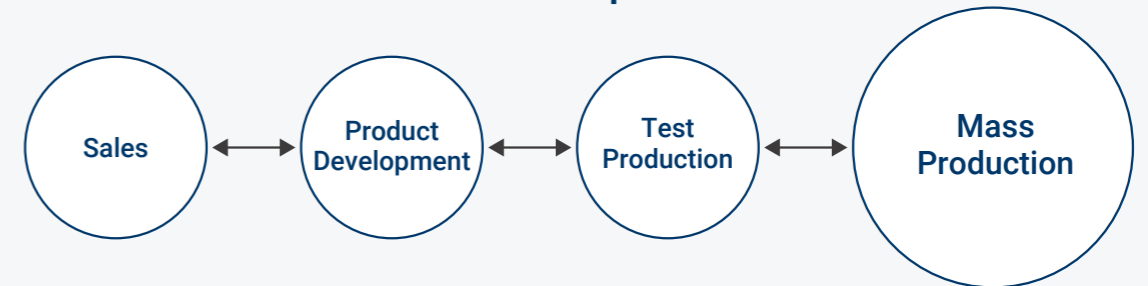 Sales
Product
Development
Test
Production
Mass
Production